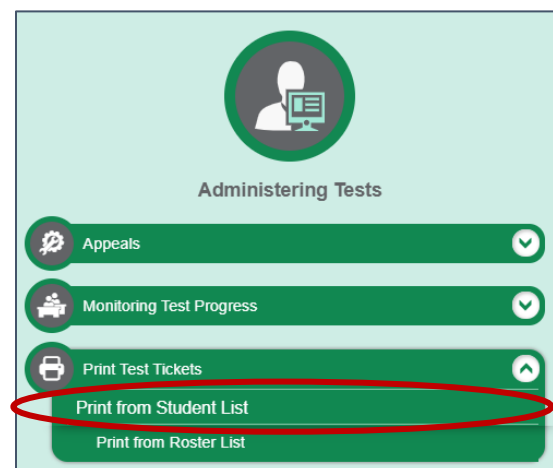 Administering Tests
Appeals
Monitoring Test Progress
Print Test Tickets
Print from Student List
Print from Roster List